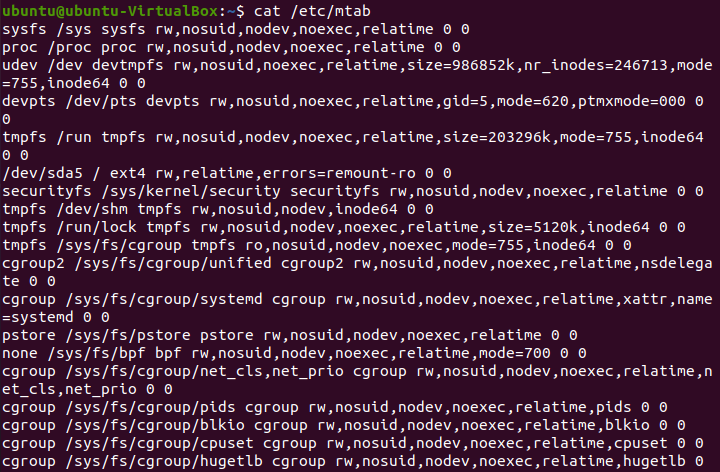 ubuntu@ubuntu-VirtualBox:~$ cat /etc/mtab
sysfs /sys sysfs rw,nosuid,nodev,noexec,relatime 0 0
proc /proc proc rw,nosuid,nodev,noexec,relatime 0 0
udev /dev devtmpfs rw,nosuid,noexec,relatime,size=986852k,nr_inodes=246713,mode
=755,inode64 0 0
devpts /dev/pts devpts rw,nosuid,noexec,relatime,gid=5,mode=620,ptmxmode=000 0
0
tmpfs /run tmpfs rw,nosuid,nodev,noexec,relatime,size=203296k,mode=755,inode64
0 0
/dev/sda5 / ext4 rw,relatime,errors=remount-ro 0 0
securityfs /sys/kernel/security securityfs rw,nosuid,nodev,noexec,relatime 0 0
tmpfs /dev/shm tmpfs rw,nosuid,nodev,inode64 0 0
tmpfs /run/lock tmpfs rw,nosuid,nodev,noexec,relatime,size=5120k,inode64 0 0
tmpfs /sys/fs/cgroup tmpfs ro,nosuid,nodev,noexec,mode=755,inode64 0 0
cgroup2 /sys/fs/cgroup/unified cgroup2 rw,nosuid,nodev,noexec,relatime,nsdelega
te 0 0
cgroup /sys/fs/cgroup/systemd cgroup rw,nosuid,nodev,noexec,relatime,xattr,name
=systemd 0 0
pstore /sys/fs/pstore pstore rw,nosuid,nodev,noexec,relatime 0 0
none /sys/fs/bpf bpf rw,nosuid,nodev,noexec,relatime,mode=700 0 0
cgroup /sys/fs/cgroup/net_cls,net_prio cgroup rw,nosuid,nodev,noexec,relatime,n
et_cls,net_prio 0 0
cgroup /sys/fs/cgroup/pids cgroup rw,nosuid,nodev,noexec,relatime,pids 0 0
cgroup /sys/fs/cgroup/blkio cgroup rw,nosuid,nodev,noexec,relatime,blkio 0 0
cgroup /sys/fs/cgroup/cpuset cgroup rw,nosuid,nodev,noexec,relatime,cpuset 0 0
cgroup /sys/fs/cgroup/hugetlb cgroup rw,nosuid,nodev,noexec,relatime,hugetlb 0